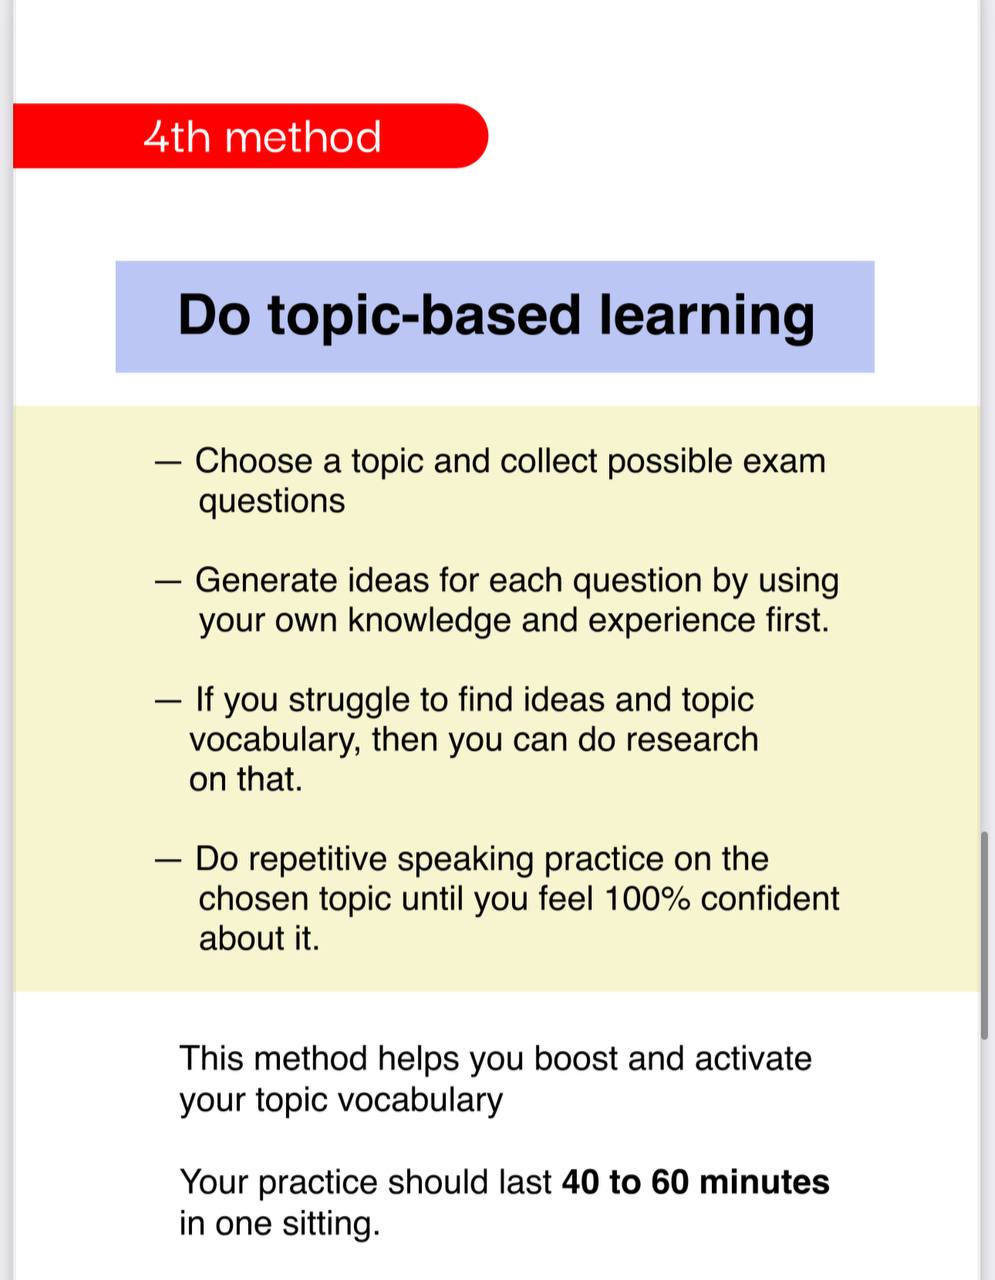 4th method
Do topic-based learning
— Choose a topic and collect possible exam
questions
— Generate ideas for each question by using
your own knowledge and experience first.
— If you struggle to find ideas and topic
vocabulary, then you can do research
on that.
— Do repetitive speaking practice on the
chosen topic until you feel 100% confident
about it.
This method helps you boost and activate
your topic vocabulary
Your practice should last 40 to 60 minutes
in one sitting.